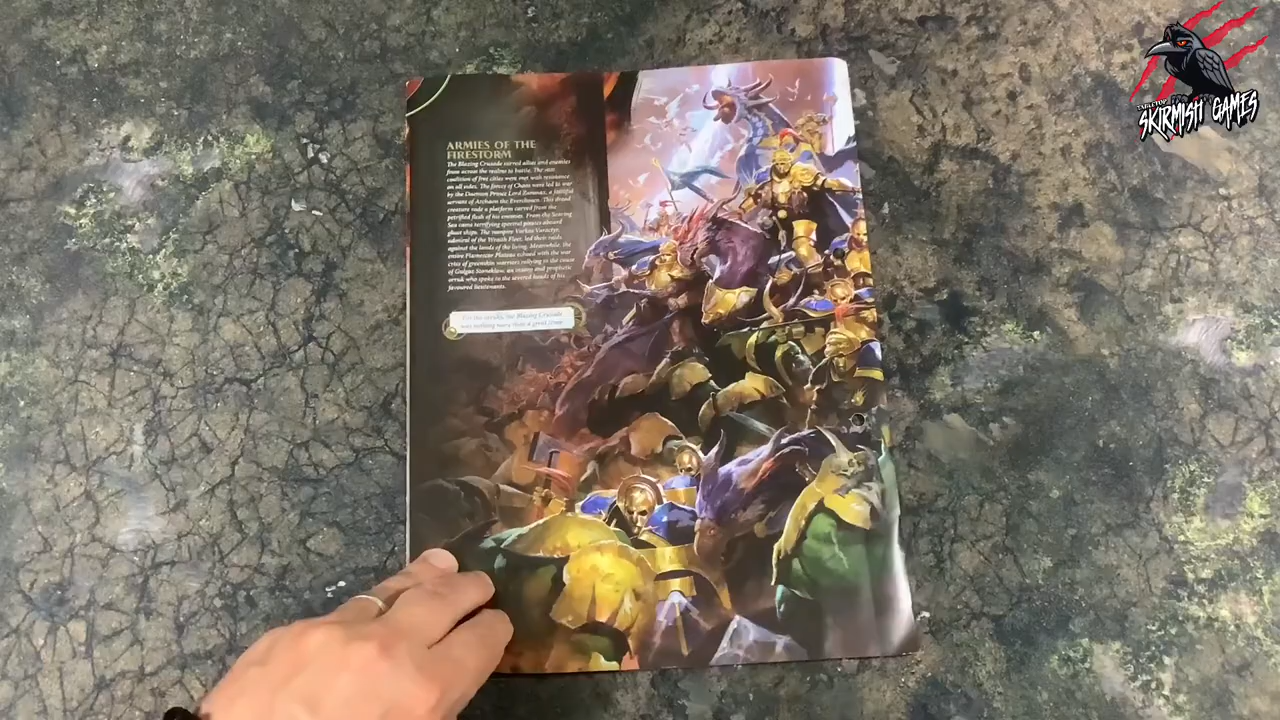 TABLETOP
SKIRMISH GAMES
ARMIES OF THE
FIRESTORM
The Blazing Crusade stirred allies and enemies
from across the realms to battle. The vast
coalition of free cities were met with resistance
on all sides. The forces of Chaos were led to war
by the Daemon Prince Lord a faithful
servant of Archaon the Everchosen. This dread
creature rode a platform carved from the
petrified flesh of his enemies. From the Searing
Sea came terrifying spectral pirates aboard
ghost ships. The vampire
admiral of the Wraith Fleet, led their raids
against the lands of the living. Meanwhile, the
entire Flamescar Plateau echoed with the war
cries of greenskin warriors rallying to the cause
of an insane and prophetic
orruk who spoke to the severed heads of his
favoured lieutenants.
For the orruks, the Blazing Crusade
was nothing more than a great